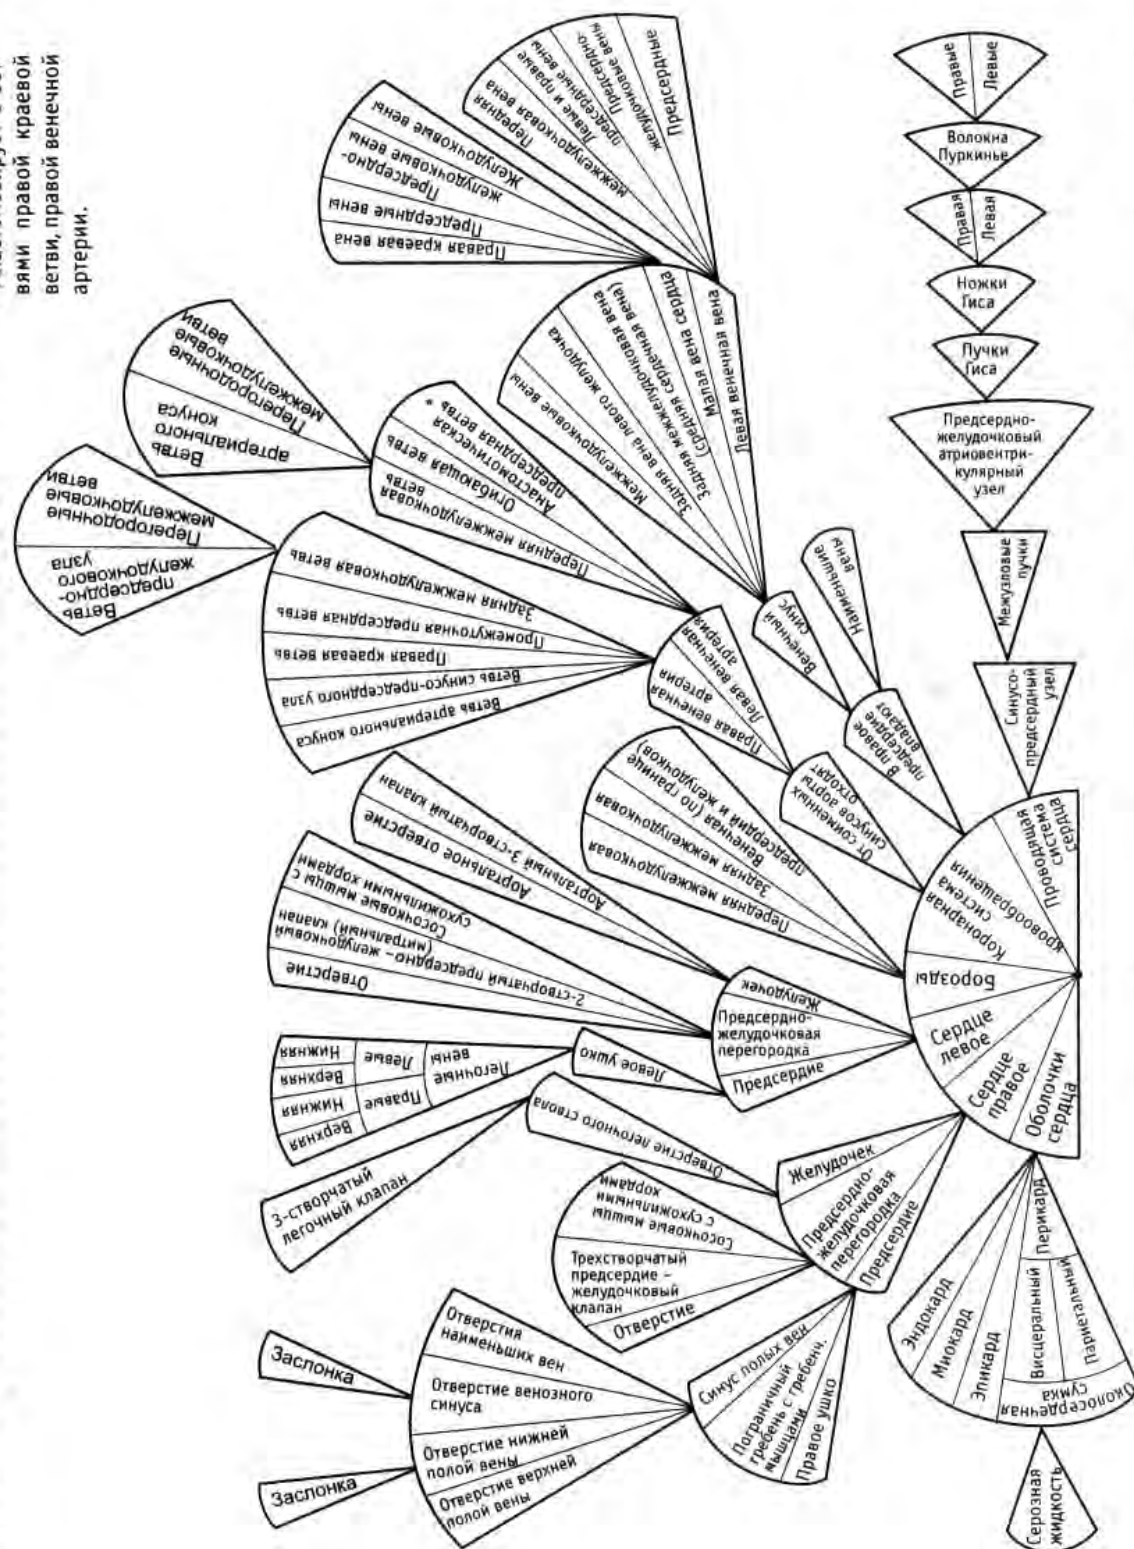 вями правой краевой
ветви, правой венечной
артерии.
Правые
Левые
Волокна
Пуркинье
Правая
Левая
Ножки
Гиса
Пучки
Гиса
Предсердно-
желудочковый
атриовентри-
кулярный
узел
Межузловые
пучки
Синусо-
предсердный
узел
Проводящая
система
сердца
Коронарная
система
кровообращения
Борозды
Сердце
левое
Сердце
правое
Оболочки
сердца
В правое
предсердие
впадают
Наименьшие
вены
Венечный
синус
Межжелудочковые вены
Задняя вена левого желудочка
Задняя межжелудочковая вена
(средняя сердечная вена)
Малая вена сердца
Левая венечная вена
Правая краевая вена
Предсердные вены
Предсердно-
желудочковые вены
Желудочковые вены
Передняя
межжелудочковая вена
Левые и правые
предсердные вены
Предсердно-
желудочковые вены
Предсердные
От соименных
синусов аорты
отходят
Правая венечная
артерия
Левая венечная
артерия
Передняя межжелудочковая
ветвь
Огибающая ветвь
Анастомотическая
предсердная ветвь *
Ветвь
артериального
конуса
Перегородочные
межжелудочковые
ветви
Ветвь артериального конуса
Ветвь синусо-предсердного узла
Правая краевая ветвь
Промежуточная предсердная ветвь
Задняя межжелудочковая ветвь
Ветвь
предсердно-
желудочкового
узла
Перегородочные
межжелудочковые
ветви
Передняя межжелудочковая
Задняя межжелудочковая
Венечная (по границе
предсердий и желудочков)
Желудочек
Предсердно-
желудочковая
перегородка
Предсердие
Аортальное отверстие
Аортальный 3-створчатый клапан
Отверстие
2-створчатый предсердно-желудочковый
(митральный) клапан
Сосочковые мышцы с
сухожильными хордами
Левое ушко
Легочные
вены
Правые
Левые
Верхняя
Нижняя
Верхняя
Нижняя
Желудочек
Предсердно-
желудочковая
перегородка
Предсердие
Отверстие легочного ствола
3-створчатый
легочный клапан
Сосочковые мышцы
с сухожильными
хордами
Трехстворчатый
предсердие –
желудочковый
клапан
Отверстие
Синус полых вен
Пограничный
гребень с гребенч.
мышцами
Правое ушко
Отверстия
наименьших вен
Отверстие венозного
синуса
Отверстие нижней
полой вены
Отверстие верхней
полой вены
Заслонка
Заслонка
Эндокард
Миокард
Эпикард
Перикард
Висцеральный
Париетальный
Околосердечная
сумка
Серозная
жидкость